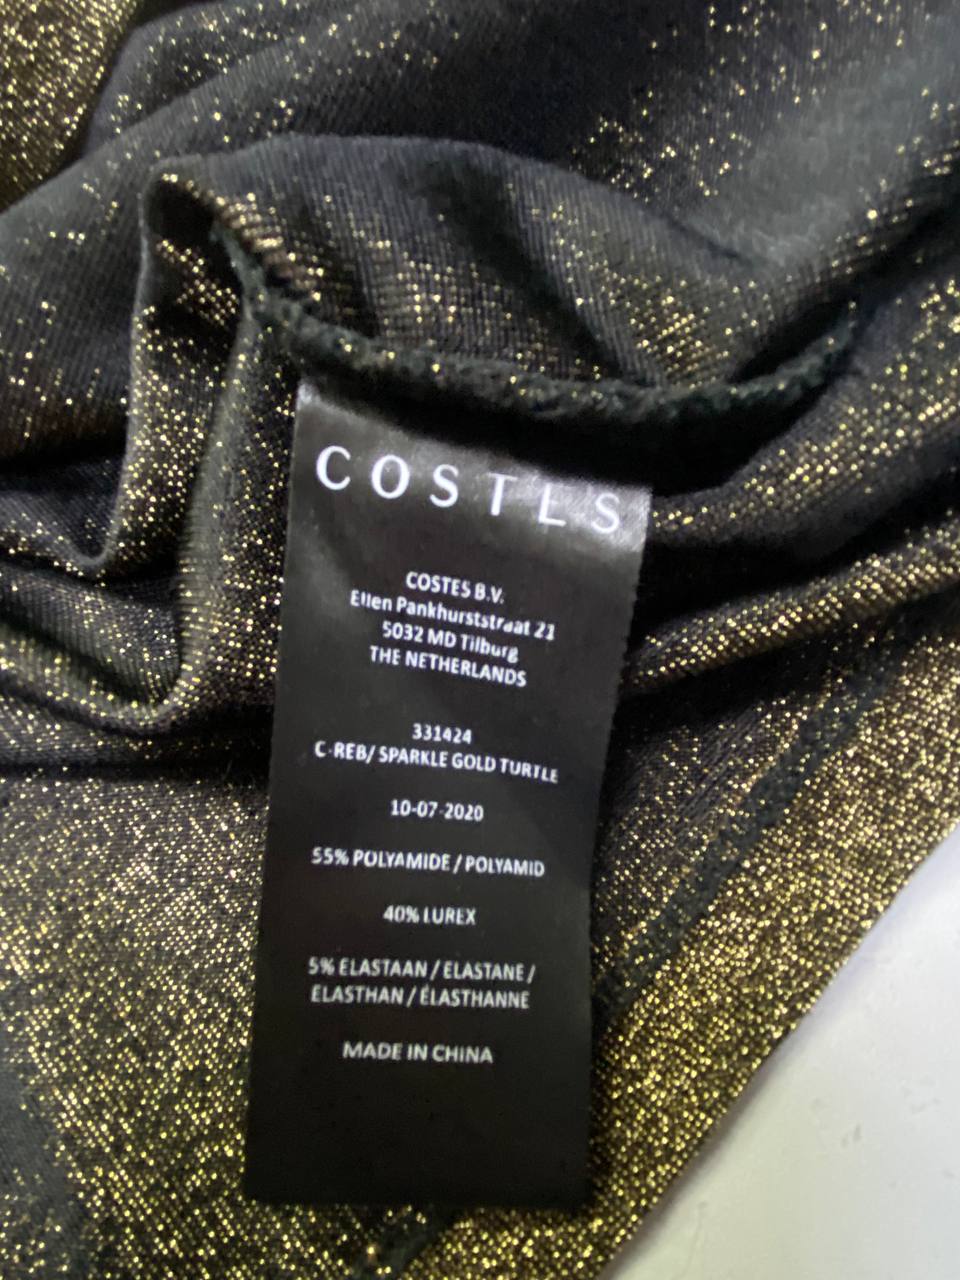 COSTES
COSTES B.V.
Ellen Pankhurststraat 21
5032 MD Tilburg
THE NETHERLANDS
331424
C-REB/ SPARKLE GOLD TURTLE
10-07-2020
55% POLYAMIDE / POLYAMID
40% LUREX
5% ELASTAAN / ELASTANE /
ELASTHAN / ÉLASTHANNE
MADE IN CHINA